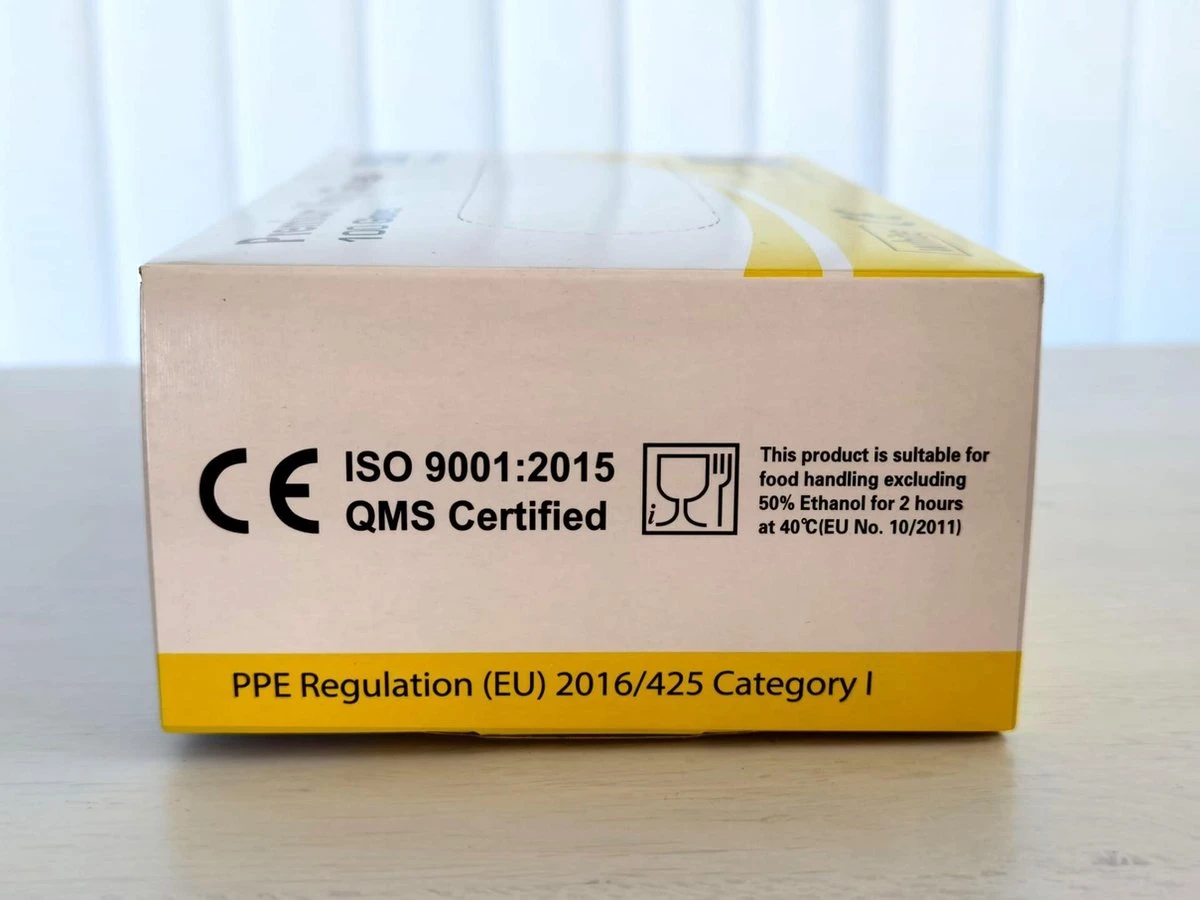 CE
ISO 9001:2015
QMS Certified
i
This product is suitable for
food handling excluding
50% Ethanol for 2 hours
at 40℃(EU No. 10/2011)
PPE Regulation (EU) 2016/425 Category I